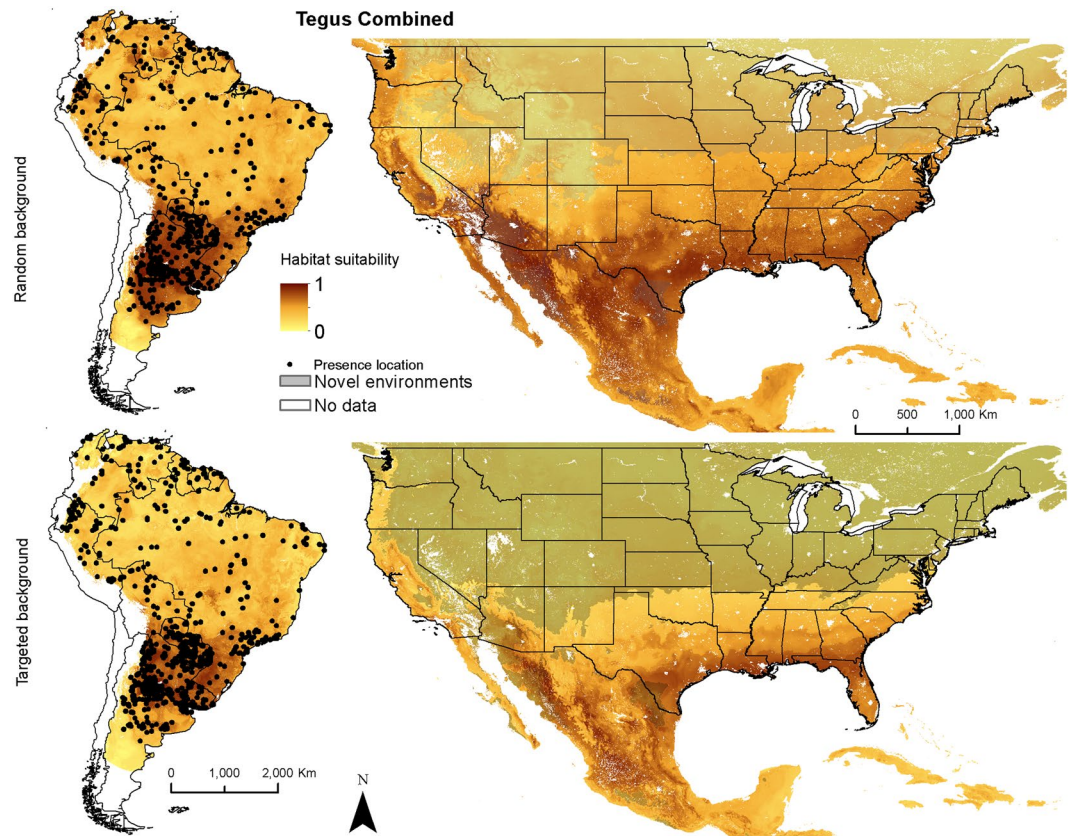 Tegus Combined
Random background
Habitat suitability
1
0
Presence location
Novel environments
No data
0 500 1,000 Km
Targeted background
0 1,000 2,000 Km
N